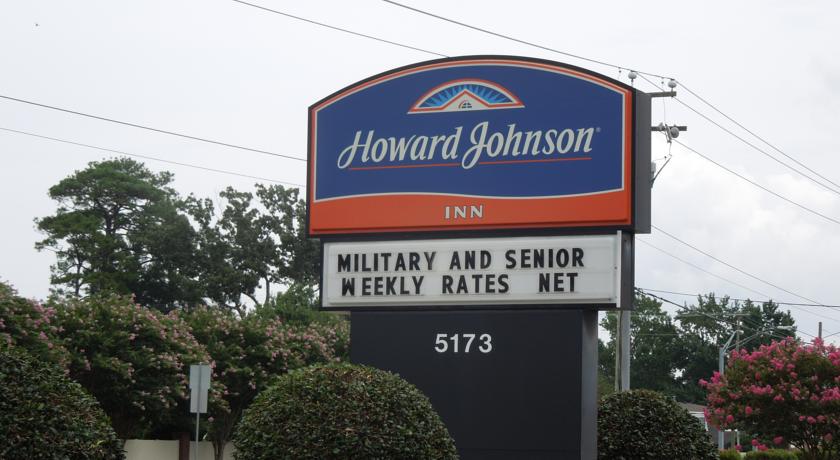 Howard Johnson®
INN
MILITARY AND SENIOR
WEEKLY RATES NET
5173